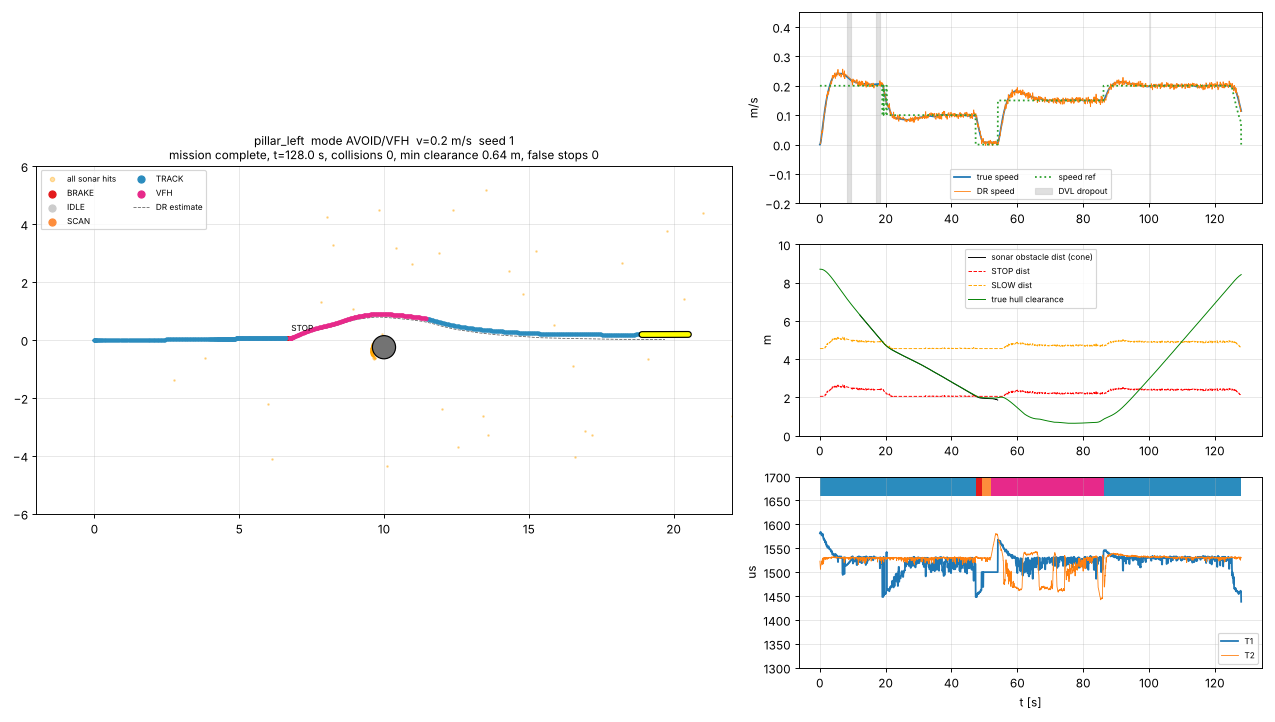 pillar_left mode AVOID/VFH v=0.2 m/s seed 1
mission complete, t=128.0 s, collisions 0, min clearance 0.64 m, false stops 0
6
4
2
0
−2
−4
−6
all sonar hits
BRAKE
IDLE
SCAN
TRACK
VFH
DR estimate
STOP
0
5
10
15
20
m/s
0.4
0.3
0.2
0.1
0.0
−0.1
−0.2
true speed
DR speed
speed ref
DVL dropout
0
20
40
60
80
100
120
m
10
8
6
4
2
0
sonar obstacle dist (cone)
STOP dist
SLOW dist
true hull clearance
0
20
40
60
80
100
120
us
1700
1650
1600
1550
1500
1450
1400
1350
1300
T1
T2
0
20
40
60
80
100
120
t [s]